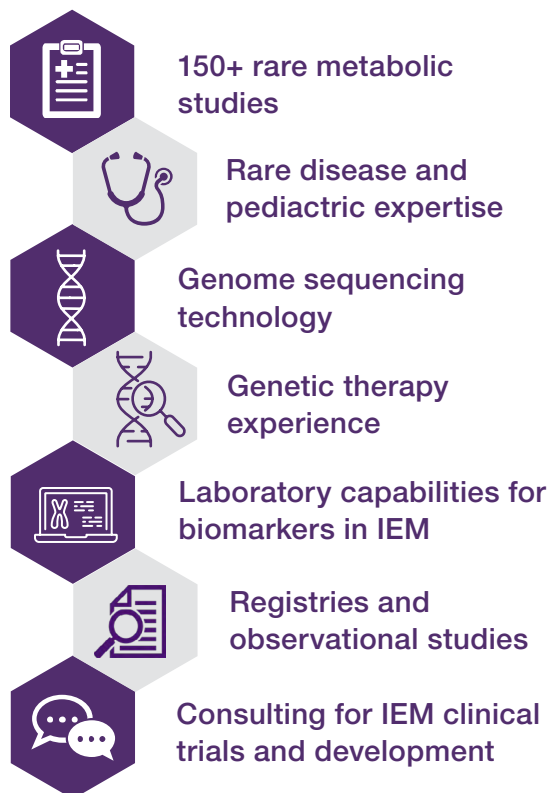 150+ rare metabolic
studies
Rare disease and
pediactric expertise
Genome sequencing
technology
Genetic therapy
experience
Laboratory capabilities for
biomarkers in IEM
Registries and
observational studies
Consulting for IEM clinical
trials and development